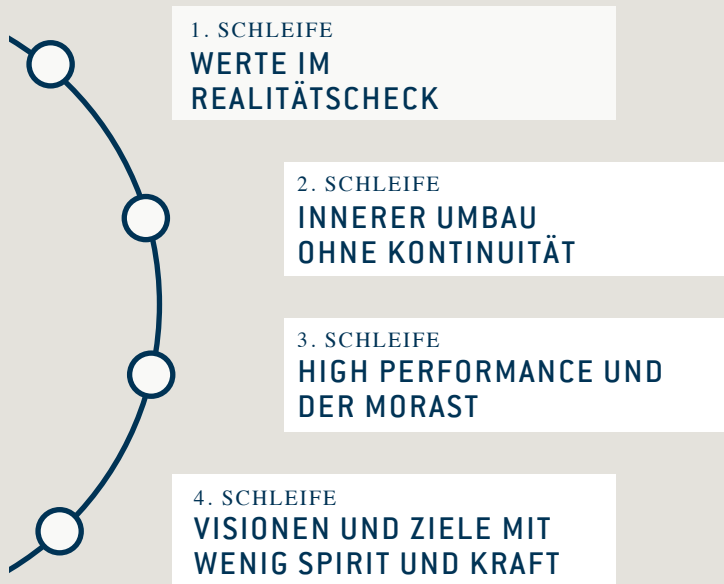 1. SCHLEIFE
WERTE IM
REALITÄTSCHECK
2. SCHLEIFE
INNERER UMBAU
OHNE KONTINUITÄT
3. SCHLEIFE
HIGH PERFORMANCE UND
DER MORAST
4. SCHLEIFE
VISIONEN UND ZIELE MIT
WENIG SPIRIT UND KRAFT